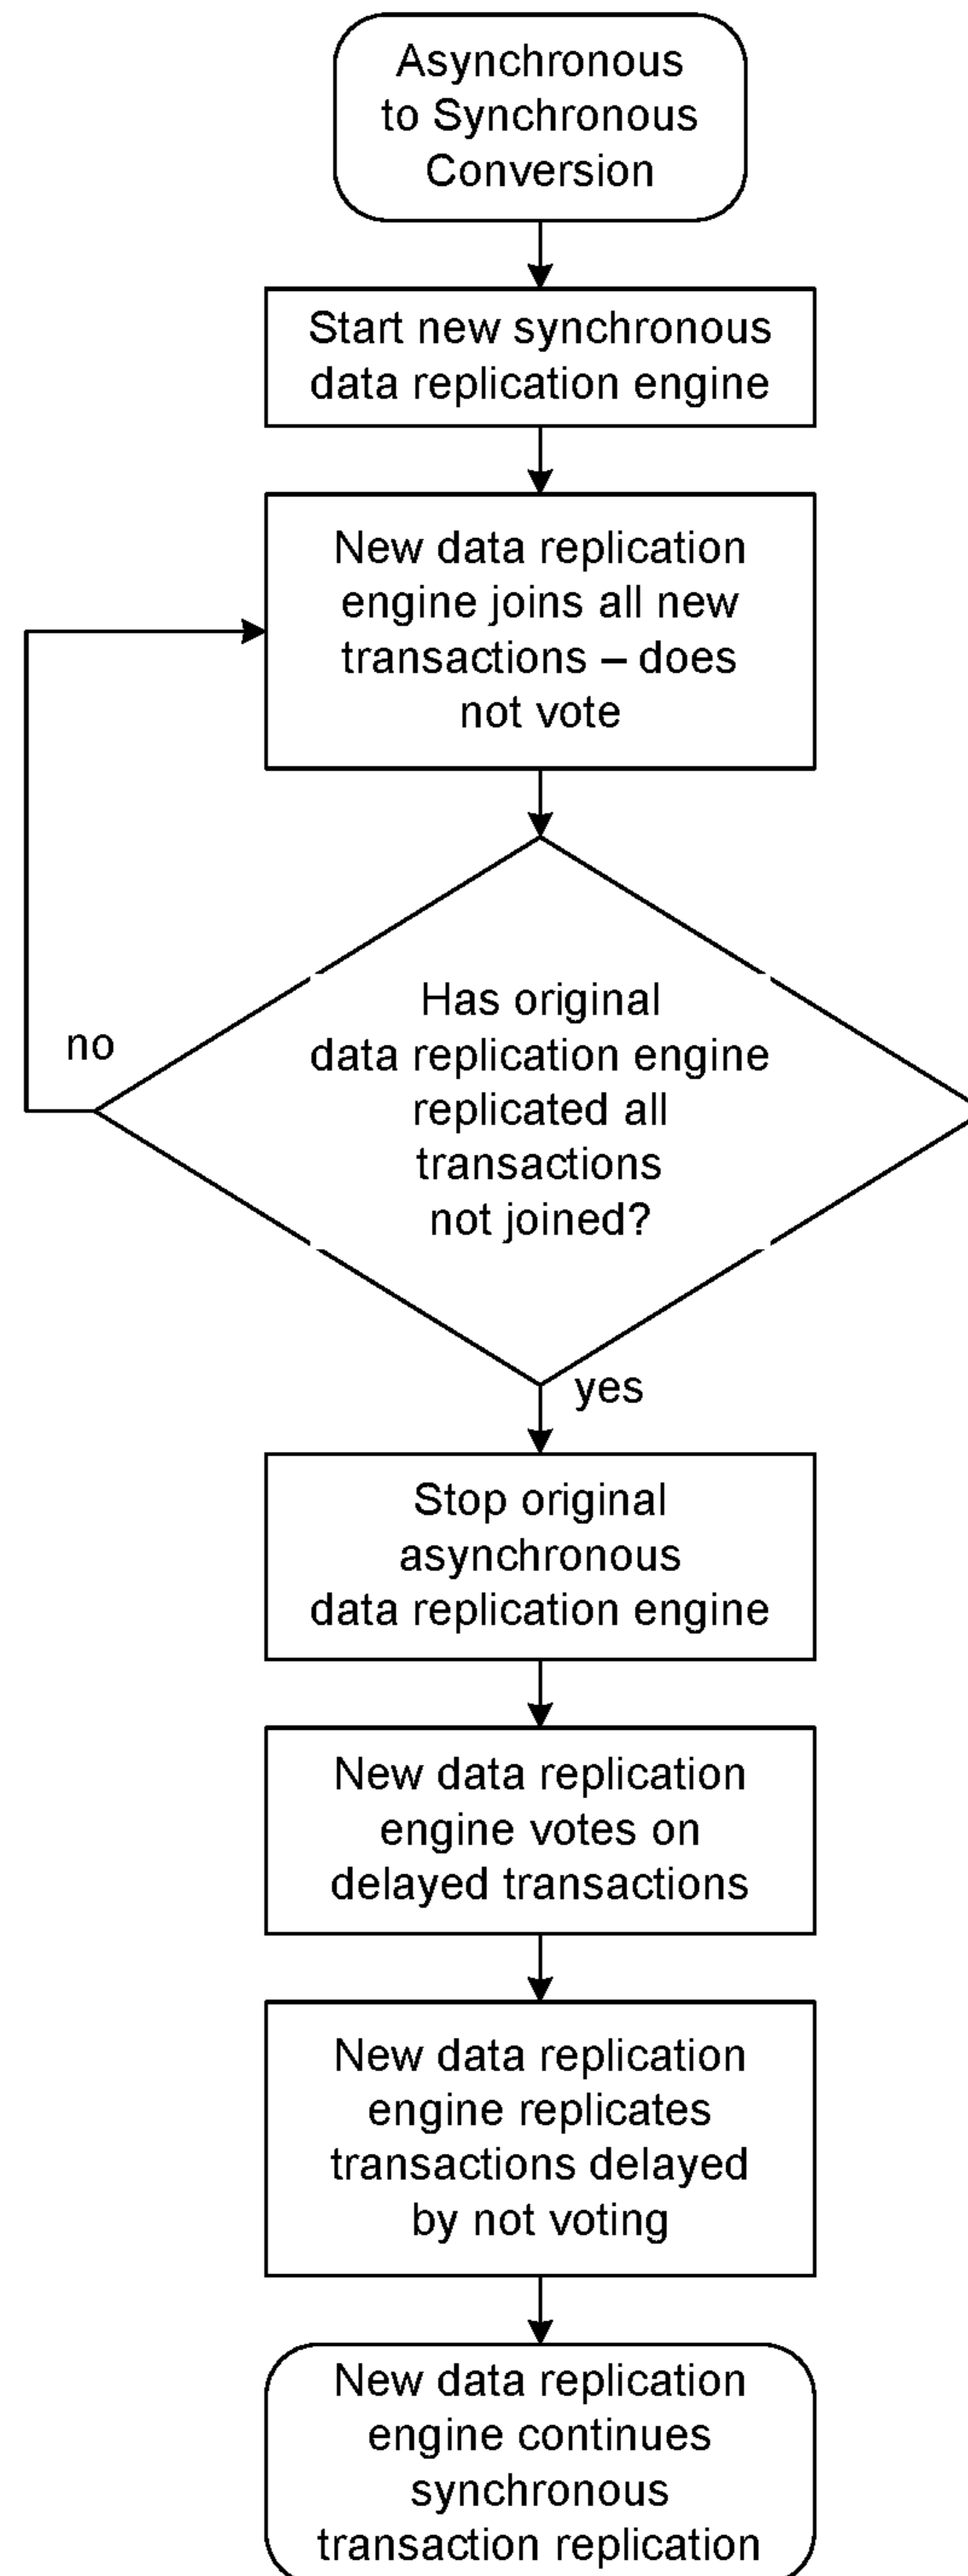 Asynchronous
to Synchronous
Conversion
Start new synchronous
data replication engine
New data replication
engine joins all new
transactions – does
not vote
Has original
data replication engine
replicated all
transactions
not joined?
no
yes
Stop original
asynchronous
data replication engine
New data replication
engine votes on
delayed transactions
New data replication
engine replicates
transactions delayed
by not voting
New data replication
engine continues
synchronous
transaction replication